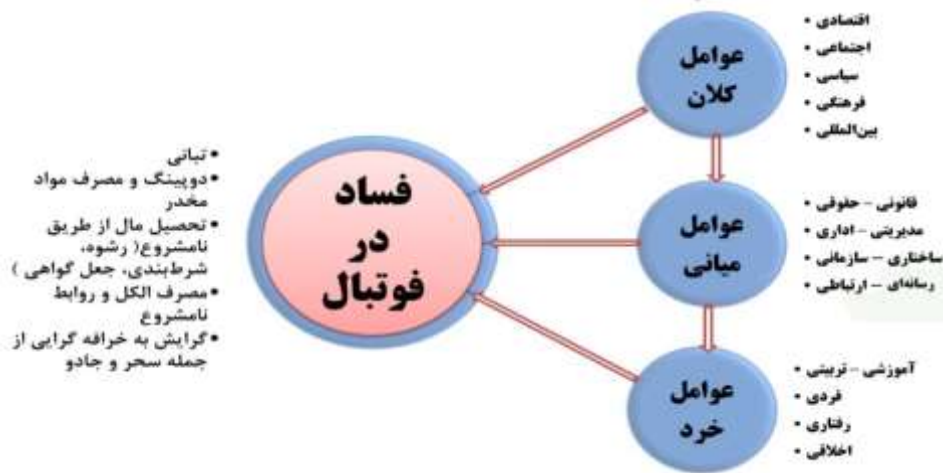 عوامل
کلان
• اقتصادی
• اجتماعی
• سیاسی
• فرهنگی
• بین‌المللی
عوامل
میانی
• قانونی – حقوقی
• مدیریتی – اداری
• ساختاری – سازمانی
• رسانه‌ای – ارتباطی
عوامل
خرد
• آموزشی – تربیتی
• فردی
• رفتاری
• اخلاقی
فساد
در
فوتبال
• تبانی
• دوپینگ و مصرف مواد
مخدر
• تحصیل مال از طریق
نامشروع( رشوه،
شرط‌بندی، جعل گواهی )
• مصرف الکل و روابط
نامشروع
• گرایش به خرافه گرایی از
جمله سحر و جادو